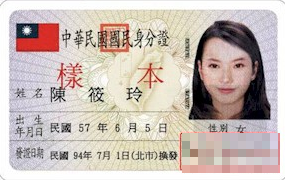 中華民國國民身分證
樣本
姓名 陳筱玲
出生年月日 民國57年6月5日 性別 女
發證日期 民國94年7月1日(北市)換發